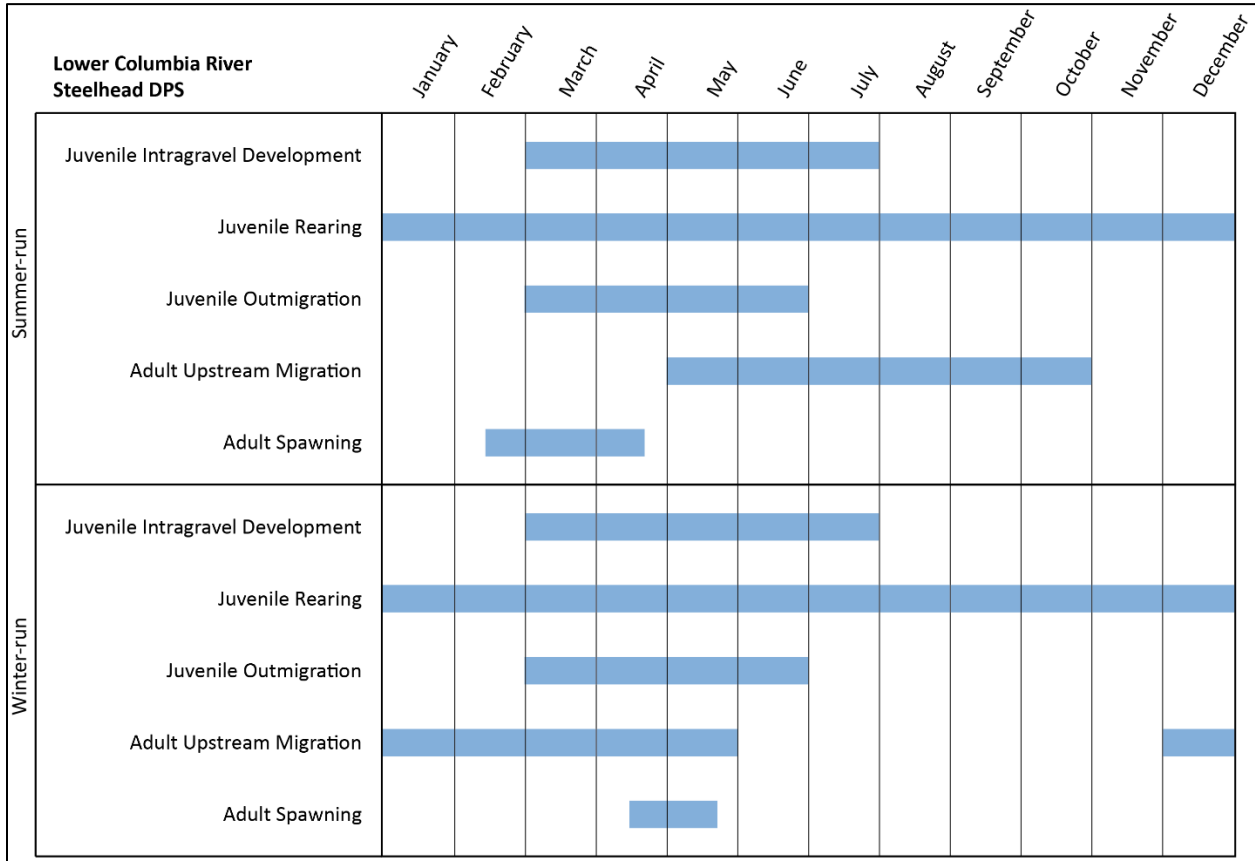 Lower Columbia River
Steelhead DPS
January
February
March
April
May
June
July
August
September
October
November
December
Summer-run
Juvenile Intragravel Development
Juvenile Rearing
Juvenile Outmigration
Adult Upstream Migration
Adult Spawning
Winter-run
Juvenile Intragravel Development
Juvenile Rearing
Juvenile Outmigration
Adult Upstream Migration
Adult Spawning